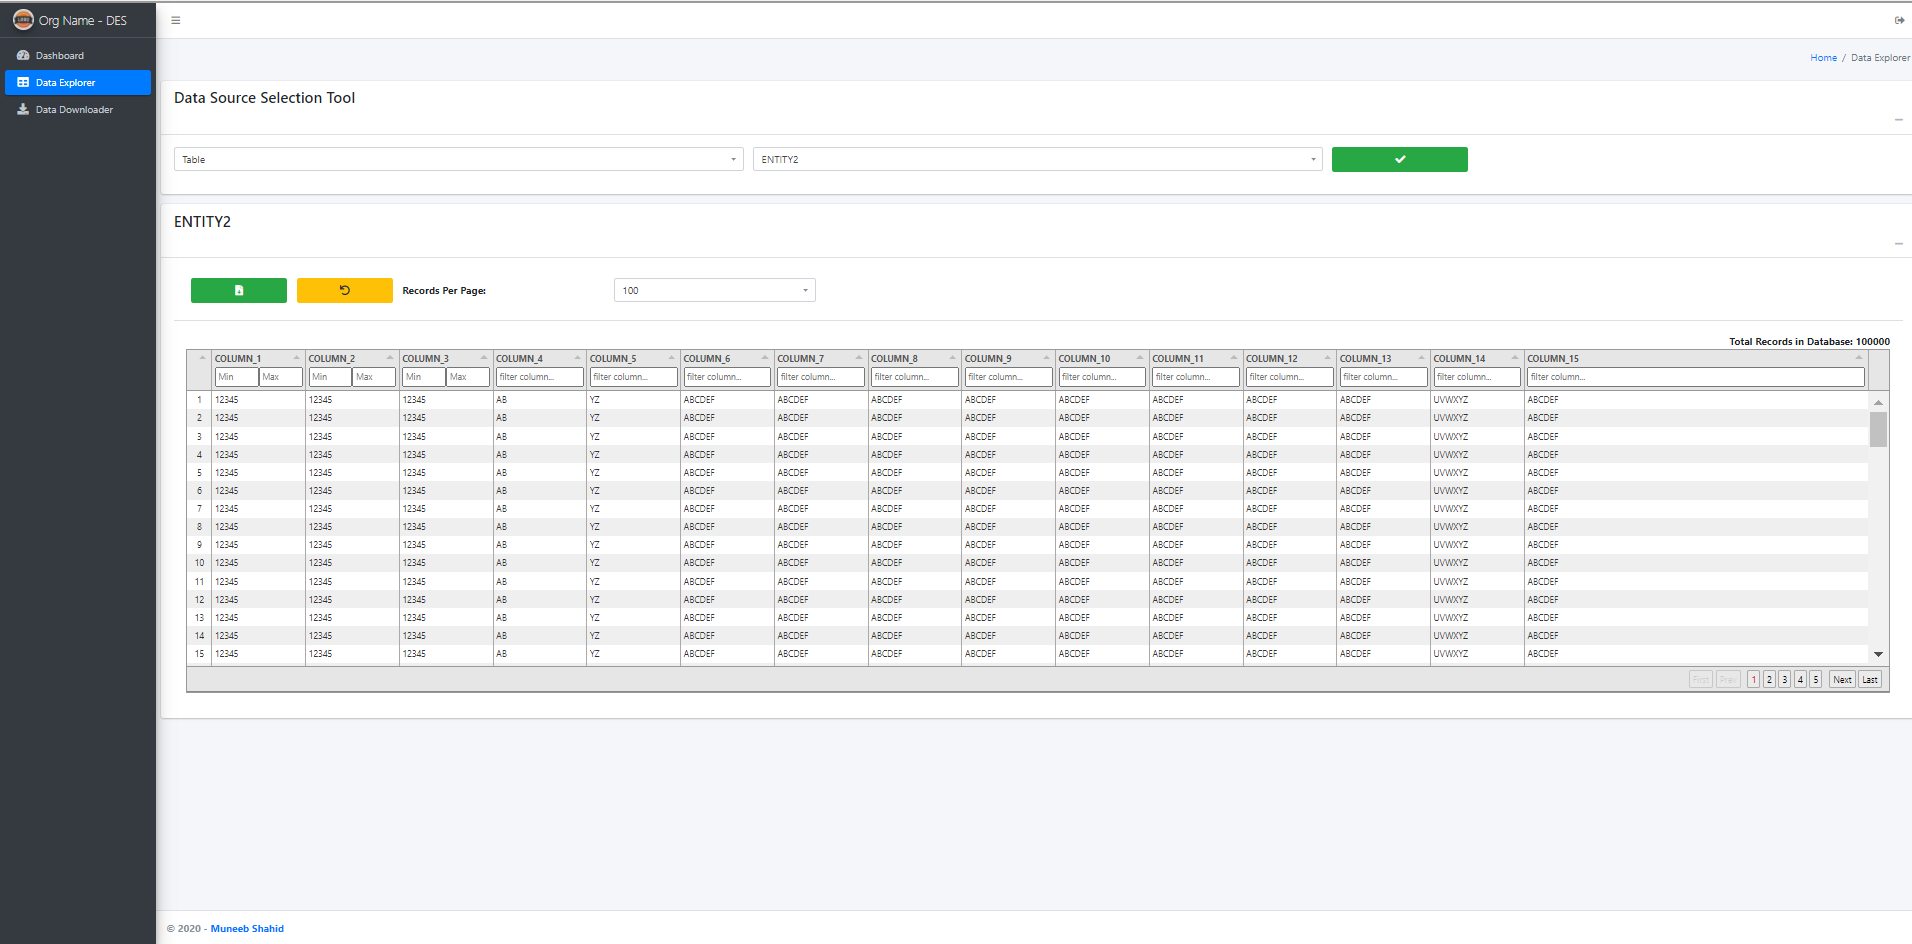 Org Name - DES
Dashboard
Data Explorer
Data Downloader
Home / Data Explorer
Data Source Selection Tool
Table ENTITY2
ENTITY2
Records Per Page: 100
Total Records in Database: 100000
COLUMN_1 COLUMN_2 COLUMN_3 COLUMN_4 COLUMN_5 COLUMN_6 COLUMN_7 COLUMN_8 COLUMN_9 COLUMN_10 COLUMN_11 COLUMN_12 COLUMN_13 COLUMN_14 COLUMN_15
Min Max Min Max Min Max filter column... filter column... filter column... filter column... filter column... filter column... filter column... filter column... filter column... filter column... filter column... filter column...
1 12345 12345 12345 AB YZ ABCDEF ABCDEF ABCDEF ABCDEF ABCDEF ABCDEF ABCDEF ABCDEF UVWXYZ ABCDEF
2 12345 12345 12345 AB YZ ABCDEF ABCDEF ABCDEF ABCDEF ABCDEF ABCDEF ABCDEF ABCDEF UVWXYZ ABCDEF
3 12345 12345 12345 AB YZ ABCDEF ABCDEF ABCDEF ABCDEF ABCDEF ABCDEF ABCDEF ABCDEF UVWXYZ ABCDEF
4 12345 12345 12345 AB YZ ABCDEF ABCDEF ABCDEF ABCDEF ABCDEF ABCDEF ABCDEF ABCDEF UVWXYZ ABCDEF
5 12345 12345 12345 AB YZ ABCDEF ABCDEF ABCDEF ABCDEF ABCDEF ABCDEF ABCDEF ABCDEF UVWXYZ ABCDEF
6 12345 12345 12345 AB YZ ABCDEF ABCDEF ABCDEF ABCDEF ABCDEF ABCDEF ABCDEF ABCDEF UVWXYZ ABCDEF
7 12345 12345 12345 AB YZ ABCDEF ABCDEF ABCDEF ABCDEF ABCDEF ABCDEF ABCDEF ABCDEF UVWXYZ ABCDEF
8 12345 12345 12345 AB YZ ABCDEF ABCDEF ABCDEF ABCDEF ABCDEF ABCDEF ABCDEF ABCDEF UVWXYZ ABCDEF
9 12345 12345 12345 AB YZ ABCDEF ABCDEF ABCDEF ABCDEF ABCDEF ABCDEF ABCDEF ABCDEF UVWXYZ ABCDEF
10 12345 12345 12345 AB YZ ABCDEF ABCDEF ABCDEF ABCDEF ABCDEF ABCDEF ABCDEF ABCDEF UVWXYZ ABCDEF
11 12345 12345 12345 AB YZ ABCDEF ABCDEF ABCDEF ABCDEF ABCDEF ABCDEF ABCDEF ABCDEF UVWXYZ ABCDEF
12 12345 12345 12345 AB YZ ABCDEF ABCDEF ABCDEF ABCDEF ABCDEF ABCDEF ABCDEF ABCDEF UVWXYZ ABCDEF
13 12345 12345 12345 AB YZ ABCDEF ABCDEF ABCDEF ABCDEF ABCDEF ABCDEF ABCDEF ABCDEF UVWXYZ ABCDEF
14 12345 12345 12345 AB YZ ABCDEF ABCDEF ABCDEF ABCDEF ABCDEF ABCDEF ABCDEF ABCDEF UVWXYZ ABCDEF
15 12345 12345 12345 AB YZ ABCDEF ABCDEF ABCDEF ABCDEF ABCDEF ABCDEF ABCDEF ABCDEF UVWXYZ ABCDEF
First Prev 1 2 3 4 5 Next Last
© 2020 - Muneeb Shahid